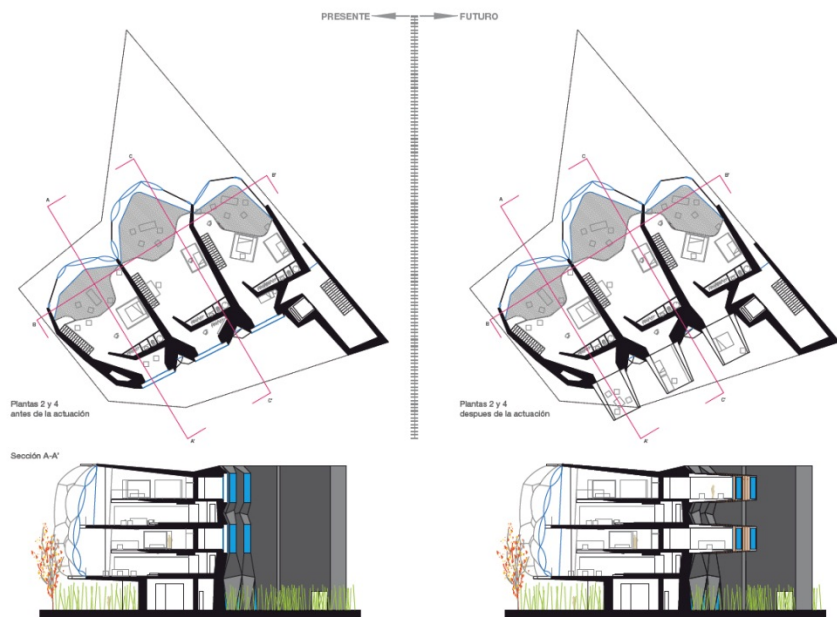 PRESENTE
FUTURO
C
B'
A
B
C'
A'
Plantas 2 y 4
antes de la actuación
C
B'
A
B
C'
A'
Plantas 2 y 4
despues de la actuación
Sección A-A'